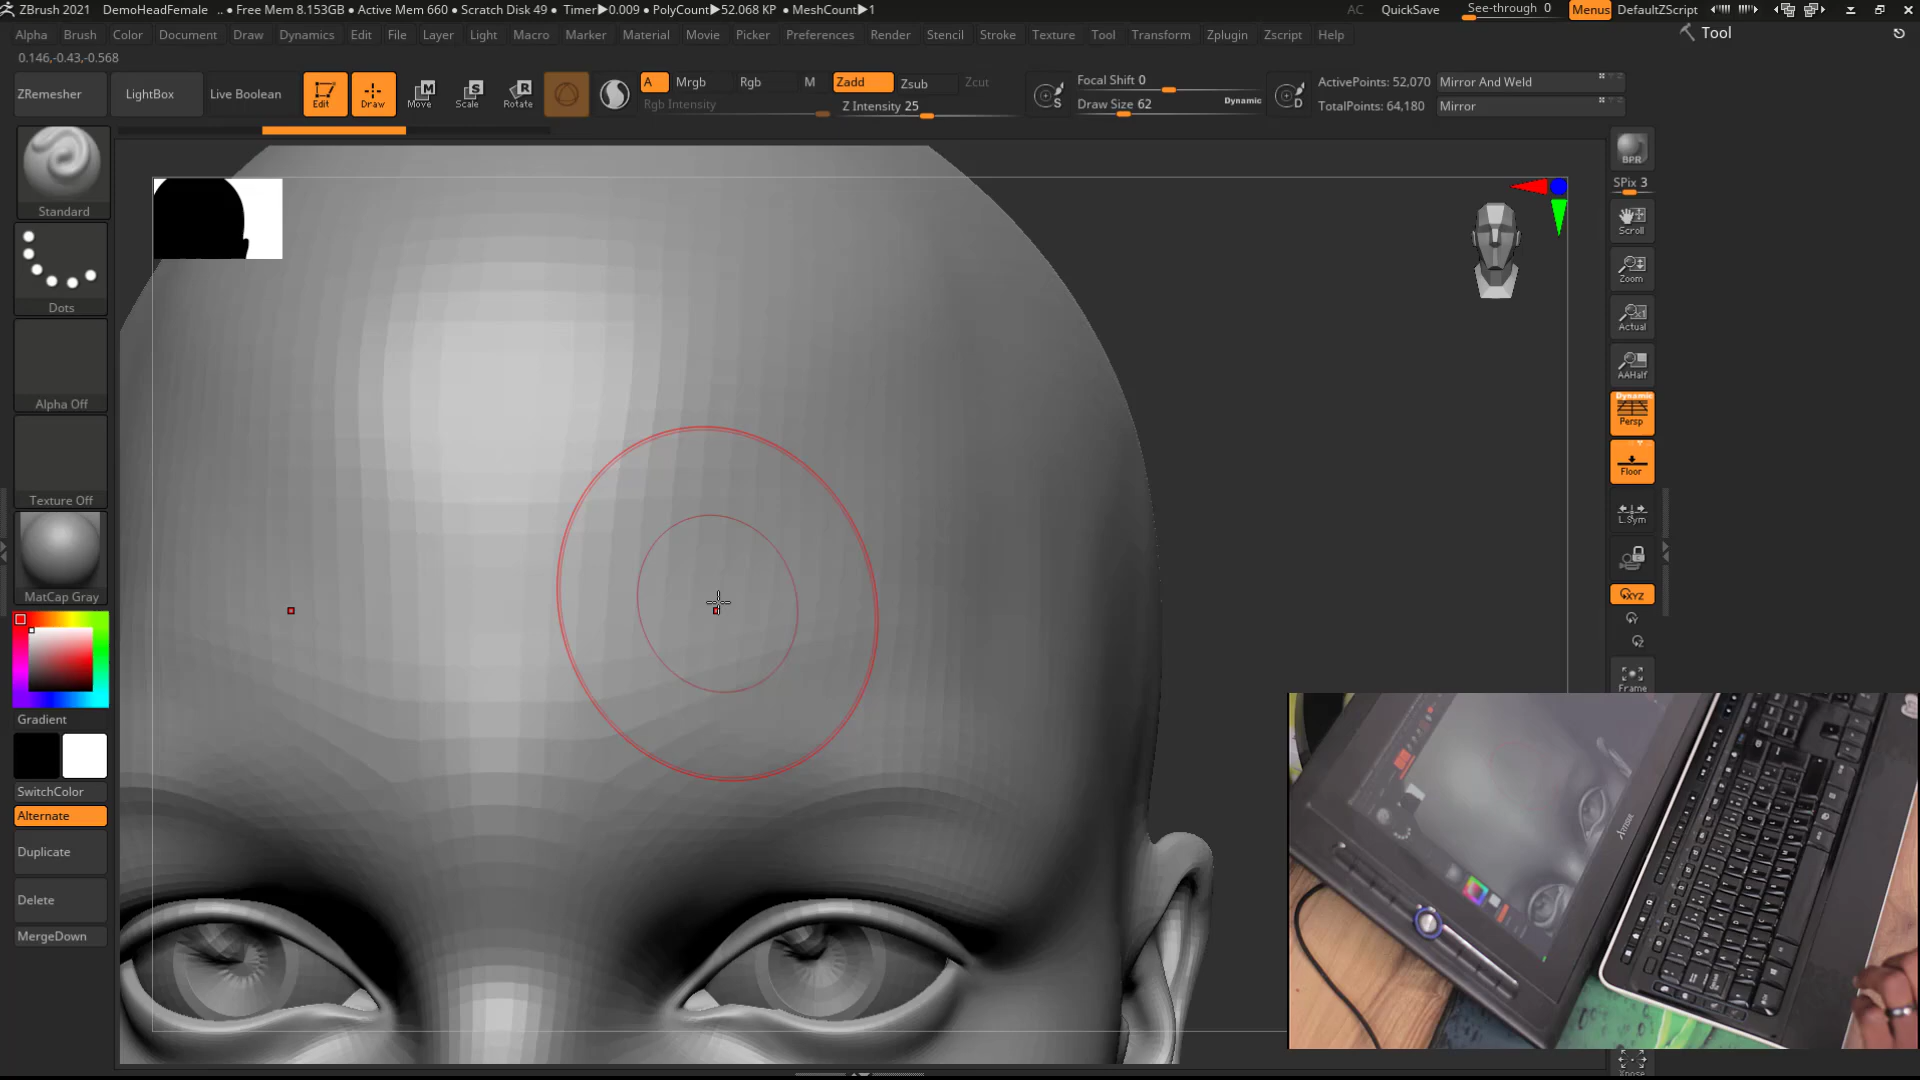 ZBrush 2021 DemoHeadFemale .. • Free Mem 8.153GB • Active Mem 660 • Scratch Disk 49 • Timer▶0.009 • PolyCount▶52.068 KP • MeshCount▶1 AC QuickSave See-through 0 Menus DefaultZScript
Alpha Brush Color Document Draw Dynamics Edit File Layer Light Macro Marker Material Movie Picker Preferences Render Stencil Stroke Texture Tool Transform Zplugin Zscript Help Tool
0.146,-0.43,-0.568
ZRemesher LightBox Live Boolean Edit Draw Move Scale Rotate
A Mrgb Rgb M Zadd Zsub Zcut
Rgb Intensity Z Intensity 25
Focal Shift 0
Draw Size 62 Dynamic
ActivePoints: 52,070 Mirror And Weld
TotalPoints: 64,180 Mirror
Standard
Dots
Alpha Off
Texture Off
MatCap Gray
Gradient
SwitchColor
Alternate
Duplicate
Delete
MergeDown
BPR
SPix 3
Scroll
Zoom
Actual
AAHalf
Dynamic
Persp
Floor
L.Sym
XYZ
Frame
Xpose